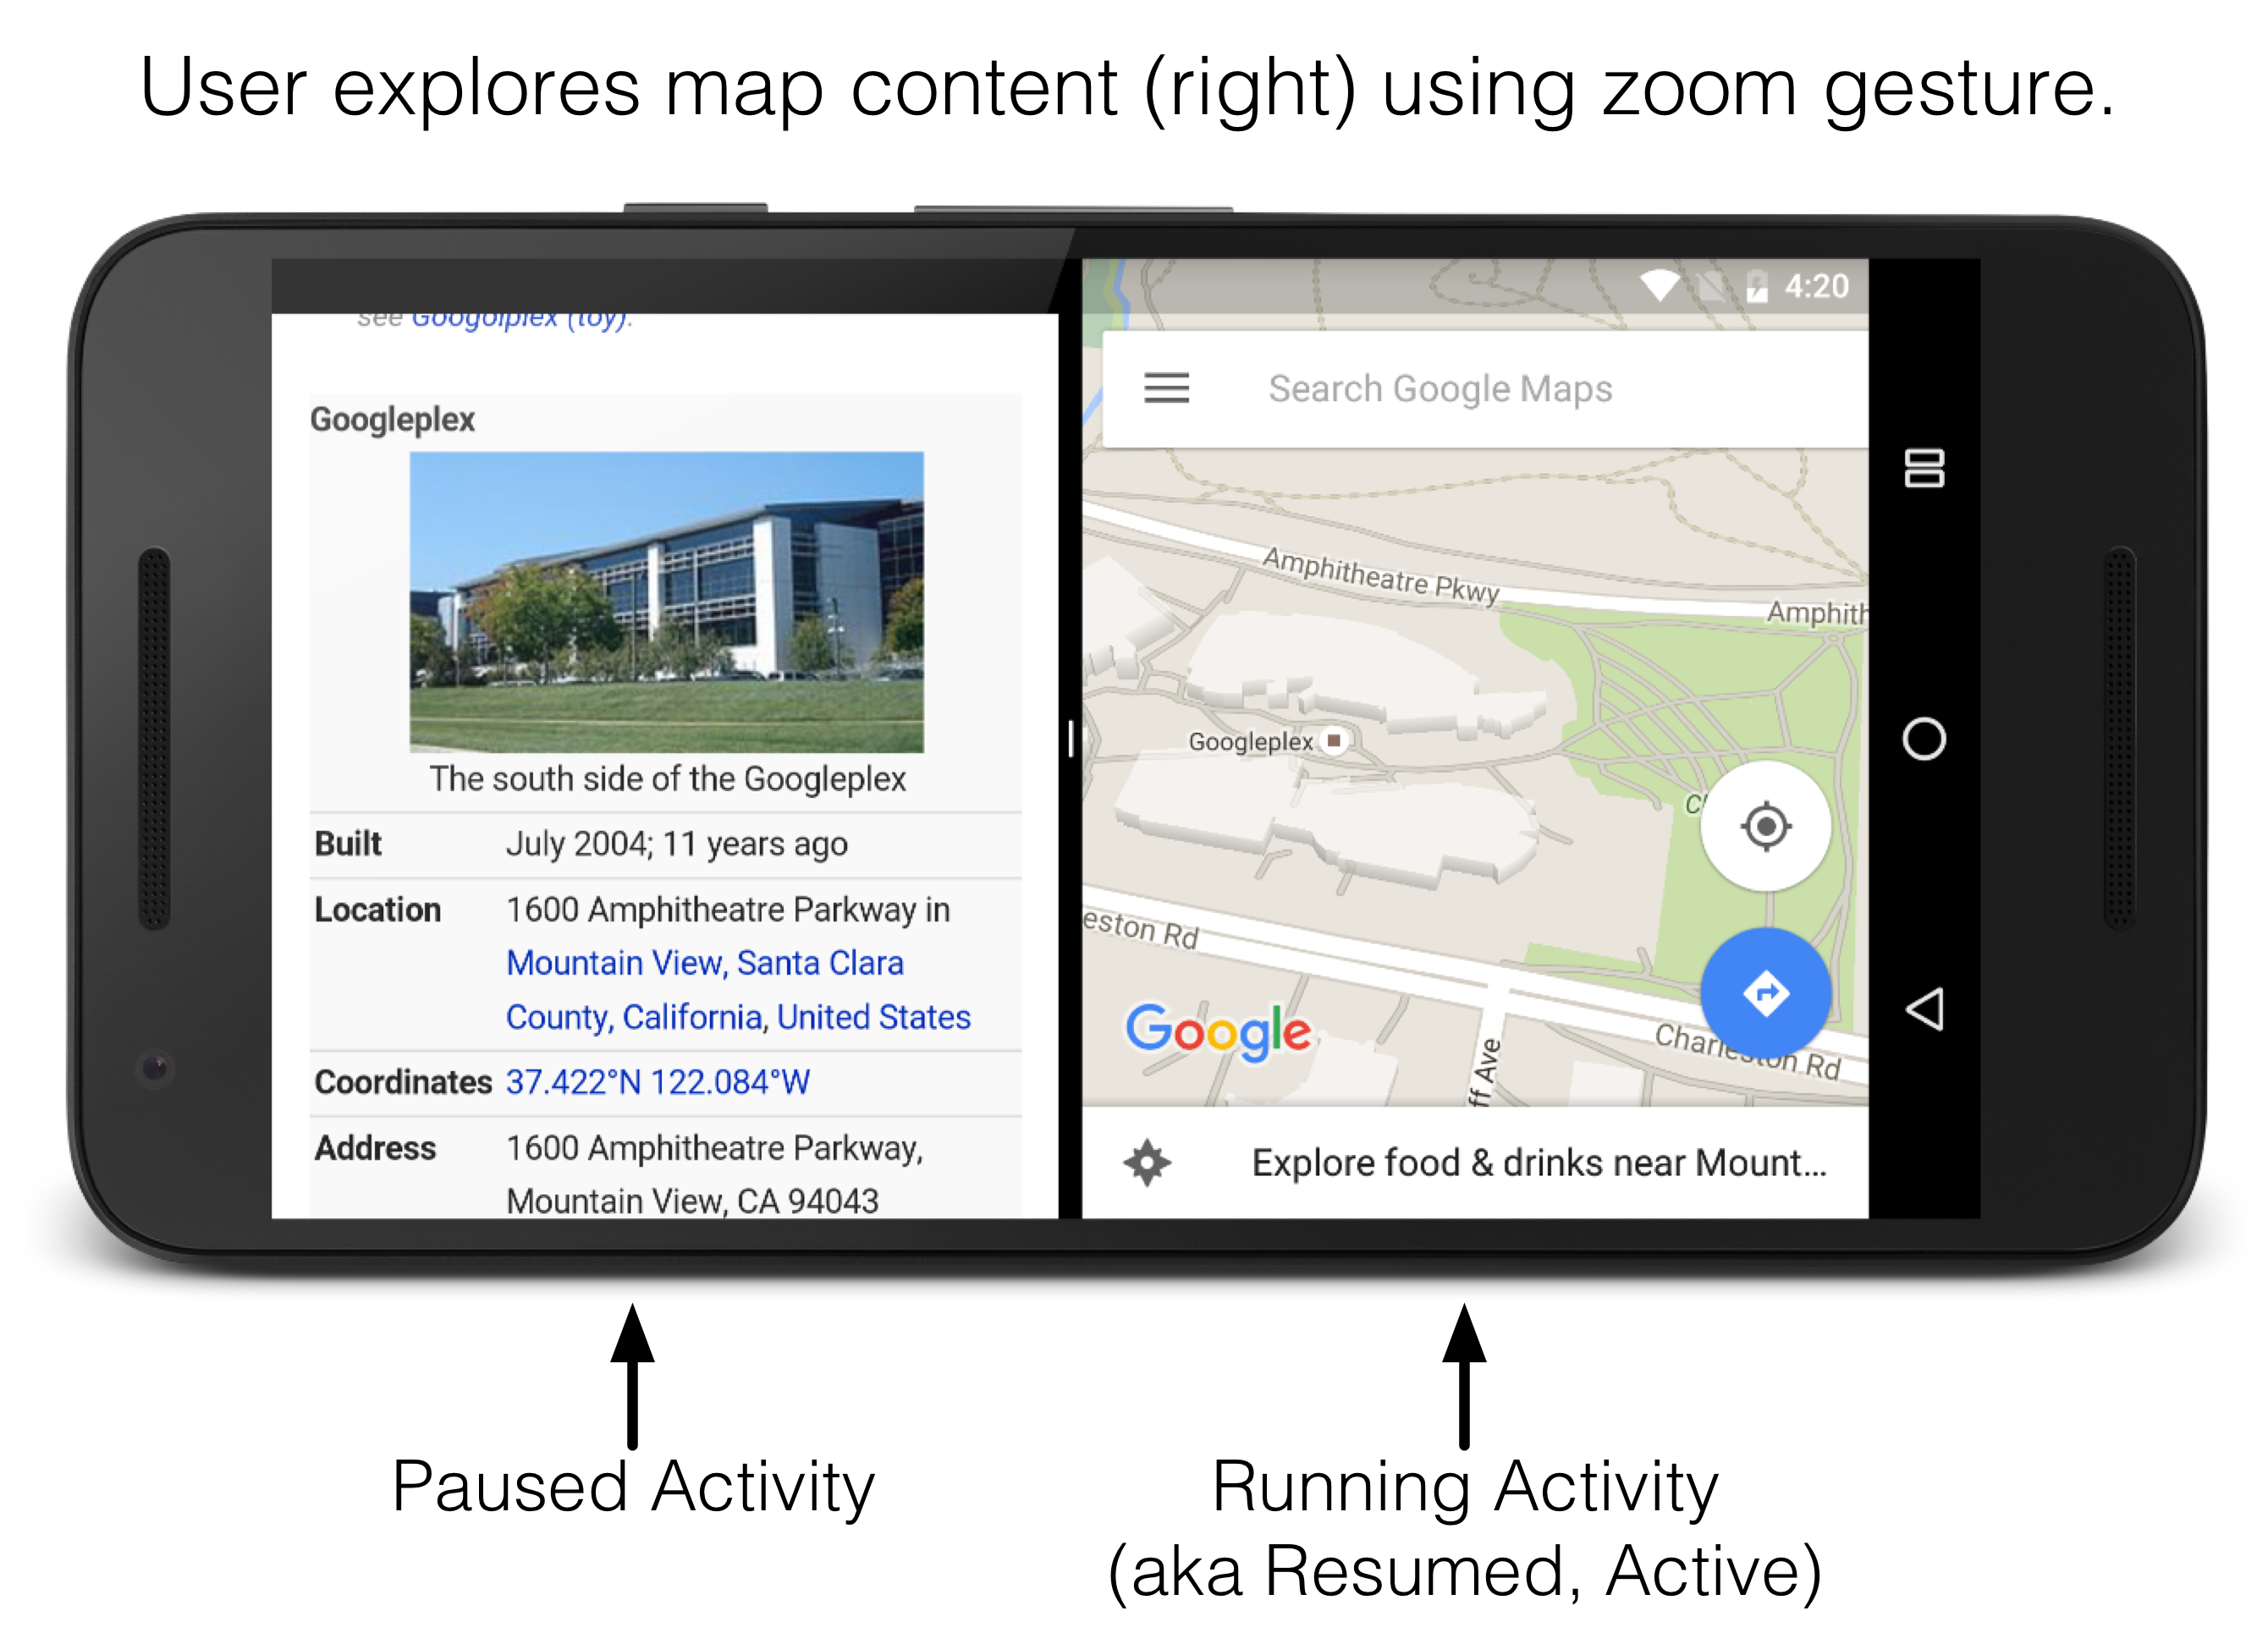 User explores map content (right) using zoom gesture.
see Googolplex (toy).
Googleplex
The south side of the Googleplex
Built July 2004; 11 years ago
Location 1600 Amphitheatre Parkway in
Mountain View, Santa Clara
County, California, United States
Coordinates 37.422°N 122.084°W
Address 1600 Amphitheatre Parkway,
Mountain View, CA 94043
4:20
Search Google Maps
Amphitheatre Pkwy
Amphith
Googleplex
C
eston Rd
Google
Charleston Rd
ff Ave
Explore food & drinks near Mount...
Paused Activity
Running Activity
(aka Resumed, Active)